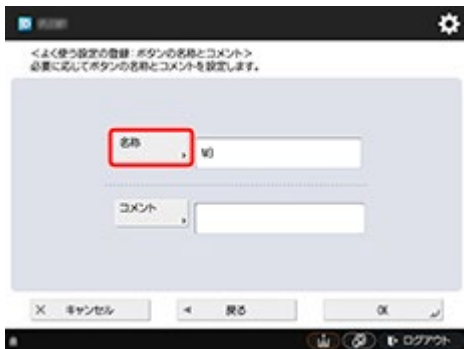 ＜よく使う設定の登録：ボタンの名称とコメント＞
必要に応じてボタンの名称とコメントを設定します。
名称
M3
コメント
キャンセル
戻る
OK
ログアウト